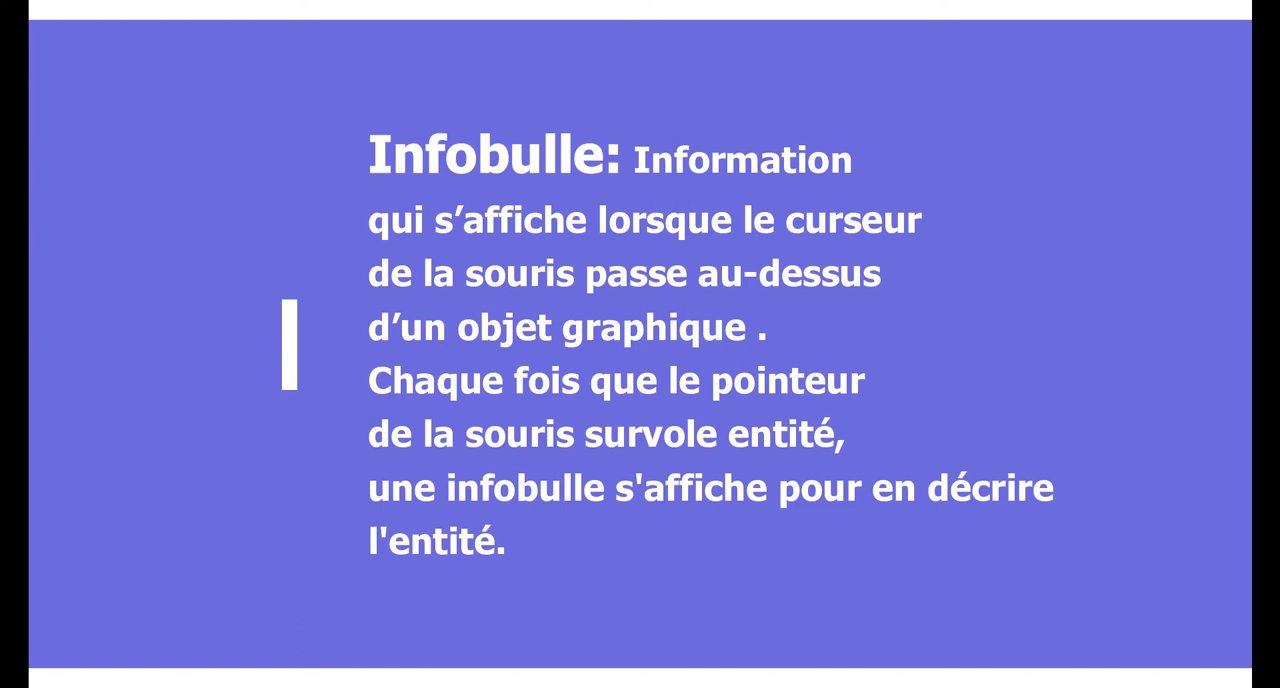 I
Infobulle: Information
qui s’affiche lorsque le curseur
de la souris passe au-dessus
d’un objet graphique .
Chaque fois que le pointeur
de la souris survole entité,
une infobulle s'affiche pour en décrire
l'entité.